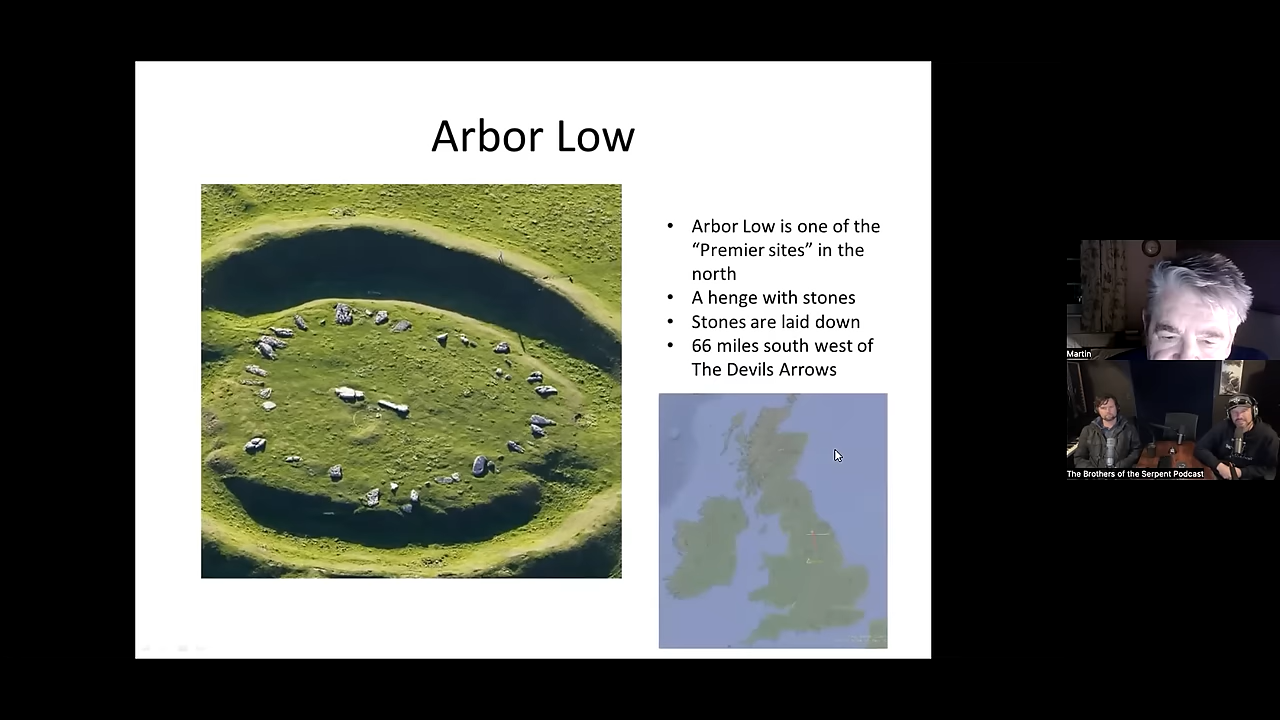 Arbor Low
• Arbor Low is one of the
“Premier sites” in the
north
• A henge with stones
• Stones are laid down
• 66 miles south west of
The Devils Arrows
Martin
The Brothers of the Serpent Podcast